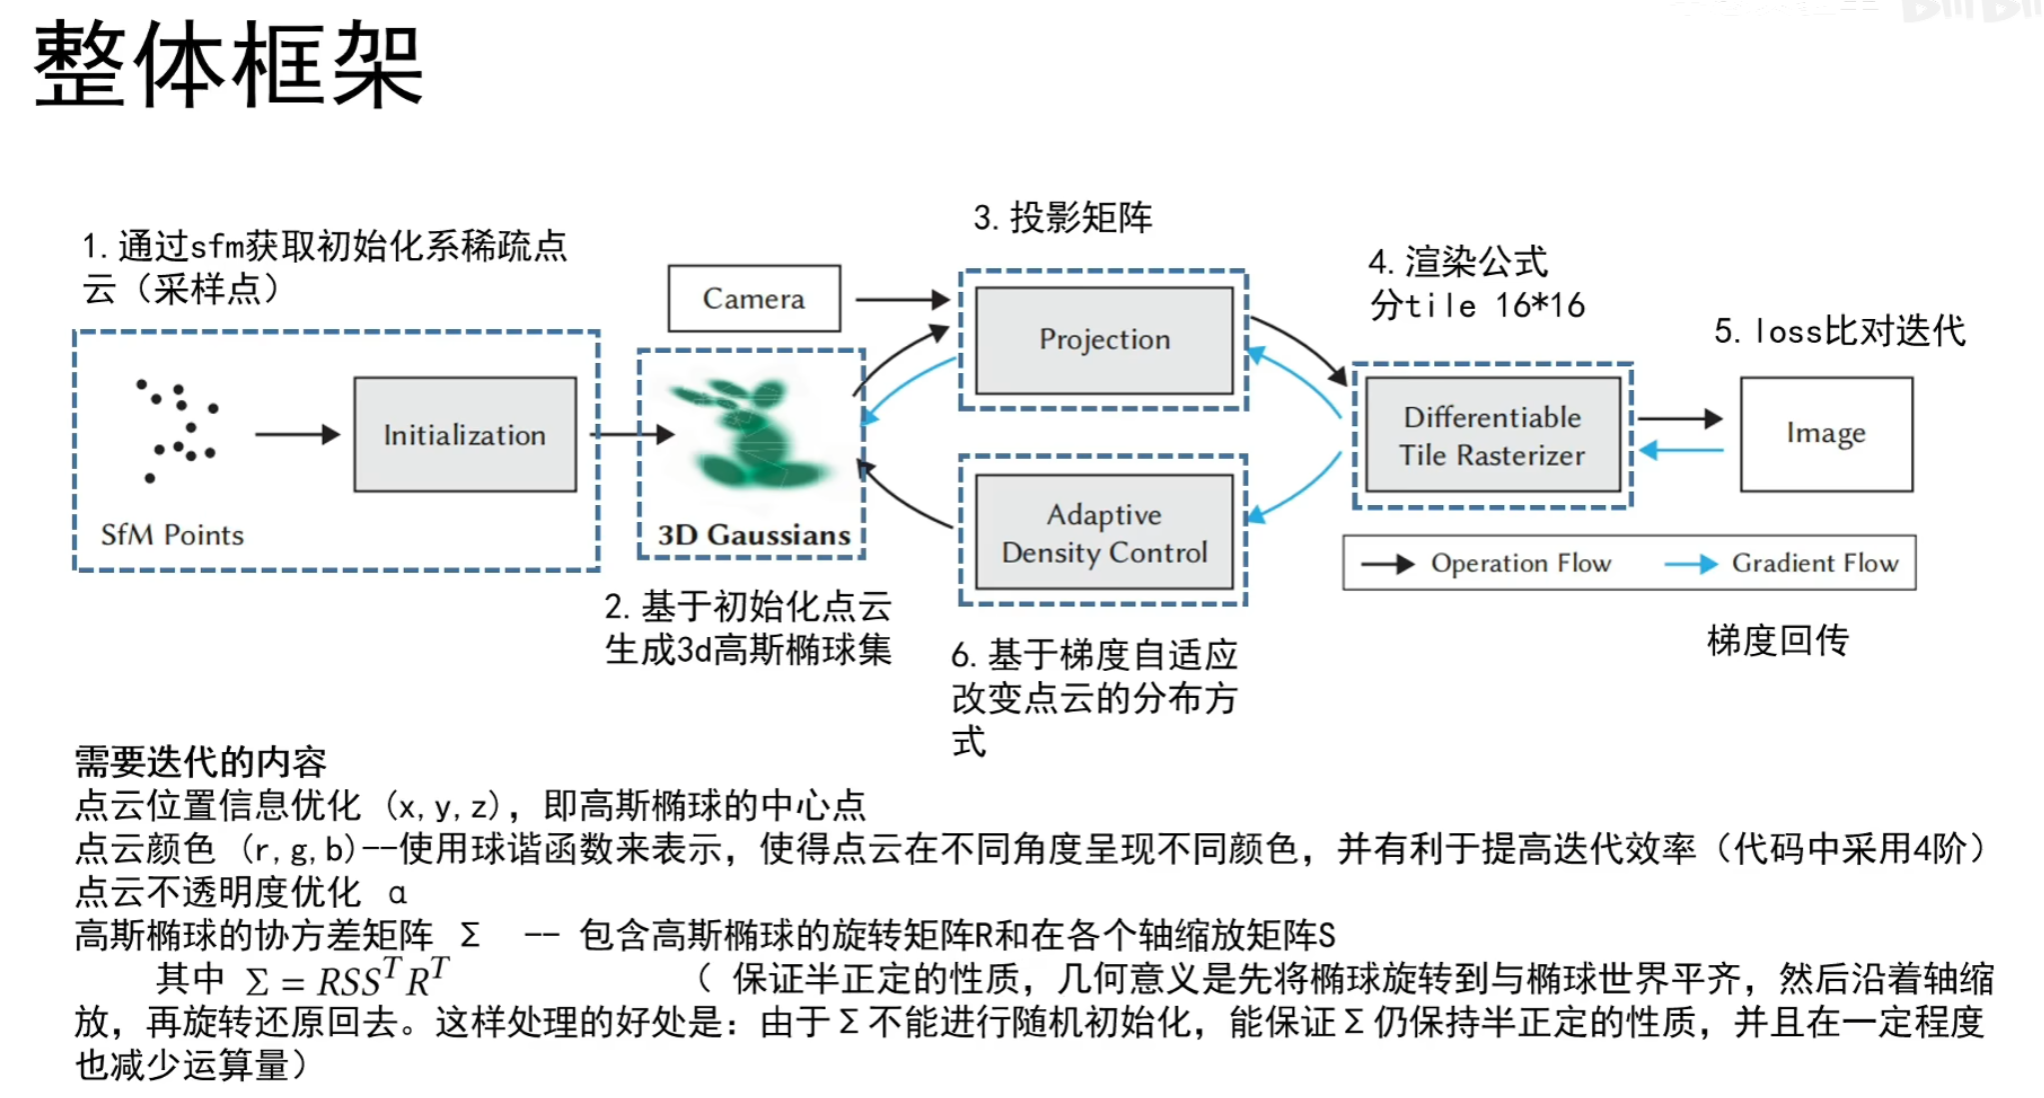 整体框架
1.通过sfm获取初始化系稀疏点
云（采样点）
3.投影矩阵
4.渲染公式
分tile 16*16
5.loss比对迭代
Camera
Projection
Initialization
SfM Points
3D Gaussians
Differentiable
Tile Rasterizer
Image
Adaptive
Density Control
Operation Flow
Gradient Flow
2.基于初始化点云
生成3d高斯椭球集
6.基于梯度自适应
改变点云的分布方
式
梯度回传
需要迭代的内容
点云位置信息优化 (x,y,z)，即高斯椭球的中心点
点云颜色 (r,g,b)--使用球谐函数来表示，使得点云在不同角度呈现不同颜色，并有利于提高迭代效率（代码中采用4阶）
点云不透明度优化 α
高斯椭球的协方差矩阵 Σ -- 包含高斯椭球的旋转矩阵R和在各个轴缩放矩阵S
其中 Σ = RSSᵀRᵀ （ 保证半正定的性质，几何意义是先将椭球旋转到与椭球世界平齐，然后沿着轴缩
放，再旋转还原回去。这样处理的好处是：由于Σ不能进行随机初始化，能保证Σ仍保持半正定的性质，并且在一定程度
也减少运算量）